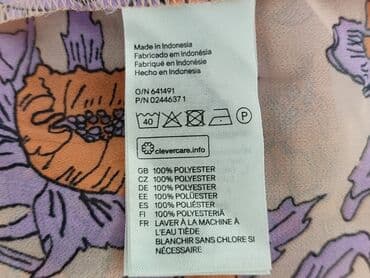 Made in Indonesia
Fabricado em Indonésia
Fabriqué en Indonésie
Hecho en Indonesia
O/N 641491
P/N 02446371
40 P
clevercare.info
GB 100% POLYESTER
CZ 100% POLYESTER
DE 100% POLYESTER
EE 100% POLÜESTER
ES 100% POLIÉSTER
FI 100% POLYESTERIÄ
FR LAVER À LA MACHINE À
L'EAU TIÈDE
BLANCHIR SANS CHLORE SI
NÉCESSAIRE